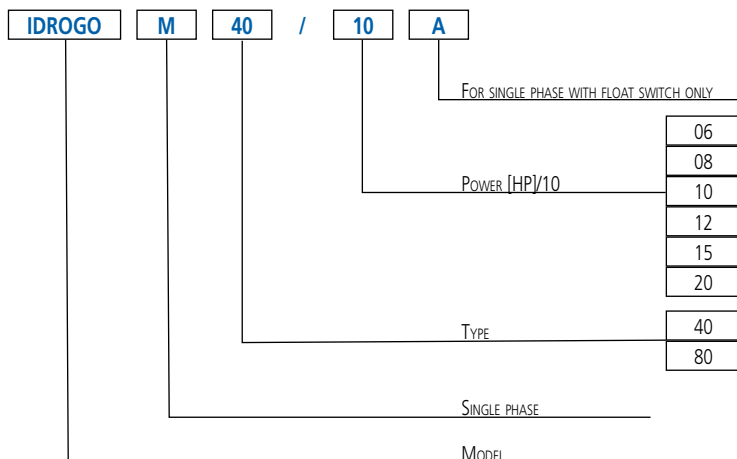 IDROGO M 40 / 10 A
For single phase with float switch only
06
08
Power [HP]/10
10
12
15
20
Type
40
80
Single phase
Model